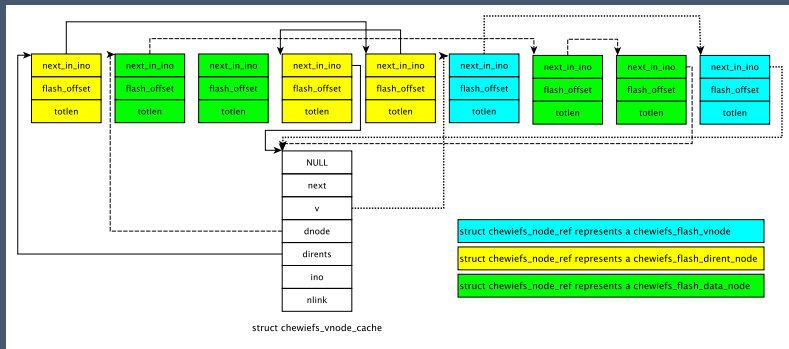 next_in_ino next_in_ino next_in_ino next_in_ino next_in_ino next_in_ino next_in_ino next_in_ino next_in_ino
flash_offset flash_offset flash_offset flash_offset flash_offset flash_offset flash_offset flash_offset flash_offset
totlen totlen totlen totlen totlen totlen totlen totlen totlen
NULL
next
v
dnode
dirents
ino
nlink
struct chewiefs_vnode_cache
struct chewiefs_node_ref represents a chewiefs_flash_vnode
struct chewiefs_node_ref represents a chewiefs_flash_dirent_node
struct chewiefs_node_ref represents a chewiefs_flash_data_node